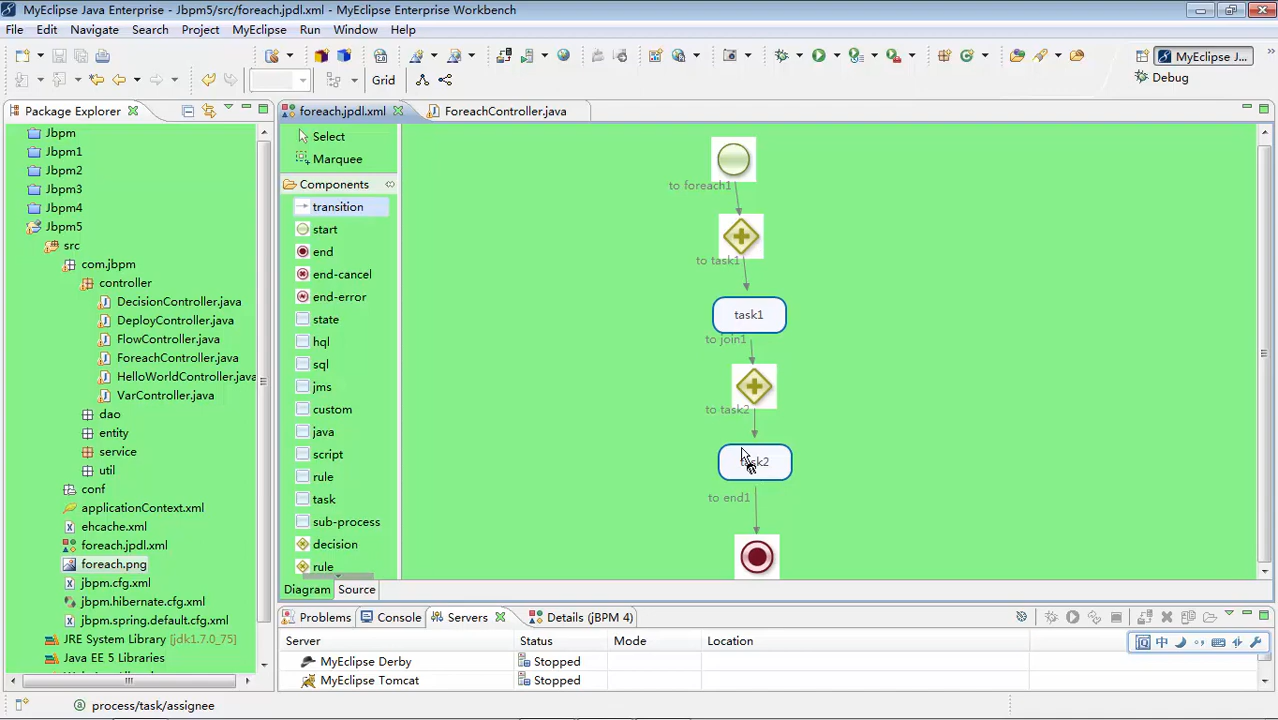 MyEclipse Java Enterprise - Jbpm5/src/foreach.jpdl.xml - MyEclipse Enterprise Workbench
File Edit Navigate Search Project MyEclipse Run Window Help
MyEclipse J...
Grid
Debug
Package Explorer
foreach.jpdl.xml
ForeachController.java
Jbpm
Jbpm1
Jbpm2
Jbpm3
Jbpm4
Jbpm5
src
com.jbpm
controller
DecisionController.java
DeployController.java
FlowController.java
ForeachController.java
HelloWorldController.java
VarController.java
dao
entity
service
util
conf
applicationContext.xml
ehcache.xml
foreach.jpdl.xml
foreach.png
jbpm.cfg.xml
jbpm.hibernate.cfg.xml
jbpm.spring.default.cfg.xml
JRE System Library [jdk1.7.0_75]
Java EE 5 Libraries
Select
Marquee
Components
transition
start
end
end-cancel
end-error
state
hql
sql
jms
custom
java
script
rule
task
sub-process
decision
rule
Diagram Source
to foreach1
to task1
task1
to join1
to task2
task2
to end1
Problems Console Servers Details (jBPM 4)
Server Status Mode Location
MyEclipse Derby Stopped
MyEclipse Tomcat Stopped
中
process/task/assignee